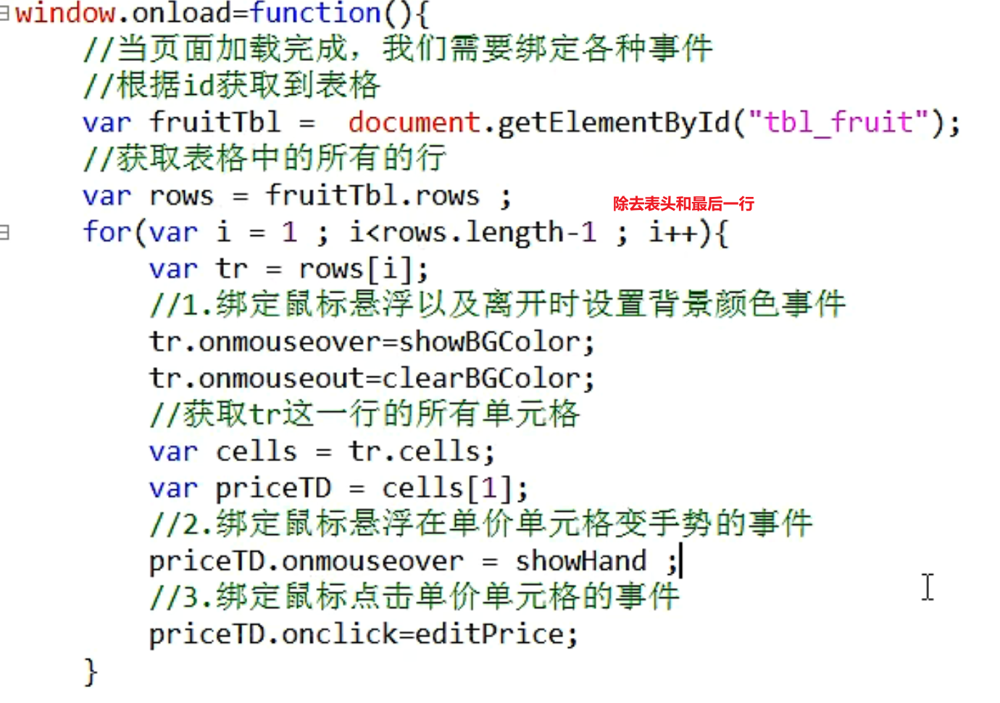 window.onload=function(){
//当页面加载完成，我们需要绑定各种事件
//根据id获取到表格
var fruitTbl =  document.getElementById("tbl_fruit");
//获取表格中的所有的行
var rows = fruitTbl.rows ;
除去表头和最后一行
for(var i = 1 ; i<rows.length-1 ; i++){
var tr = rows[i];
//1.绑定鼠标悬浮以及离开时设置背景颜色事件
tr.onmouseover=showBGColor;
tr.onmouseout=clearBGColor;
//获取tr这一行的所有单元格
var cells = tr.cells;
var priceTD = cells[1];
//2.绑定鼠标悬浮在单价单元格变手势的事件
priceTD.onmouseover = showHand ;
//3.绑定鼠标点击单价单元格的事件
priceTD.onclick=editPrice;
}